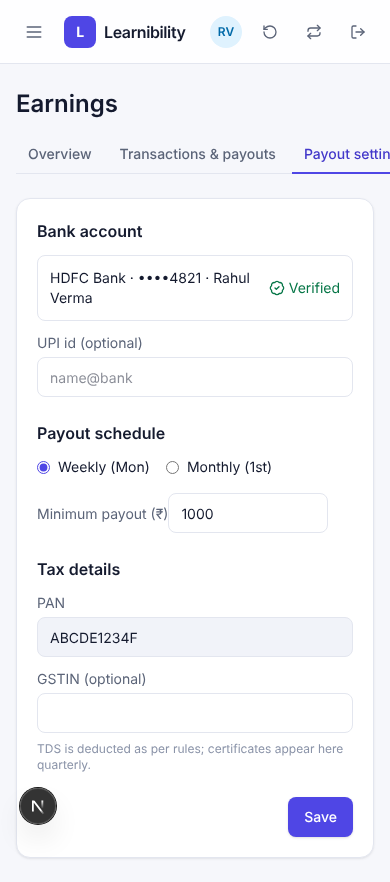 L Learnibility RV
Earnings
Overview Transactions & payouts Payout settin
Bank account
HDFC Bank · ••••4821 · Rahul
Verma
Verified
UPI id (optional)
name@bank
Payout schedule
Weekly (Mon) Monthly (1st)
Minimum payout (₹) 1000
Tax details
PAN
ABCDE1234F
GSTIN (optional)
TDS is deducted as per rules; certificates appear here
quarterly.
N
Save